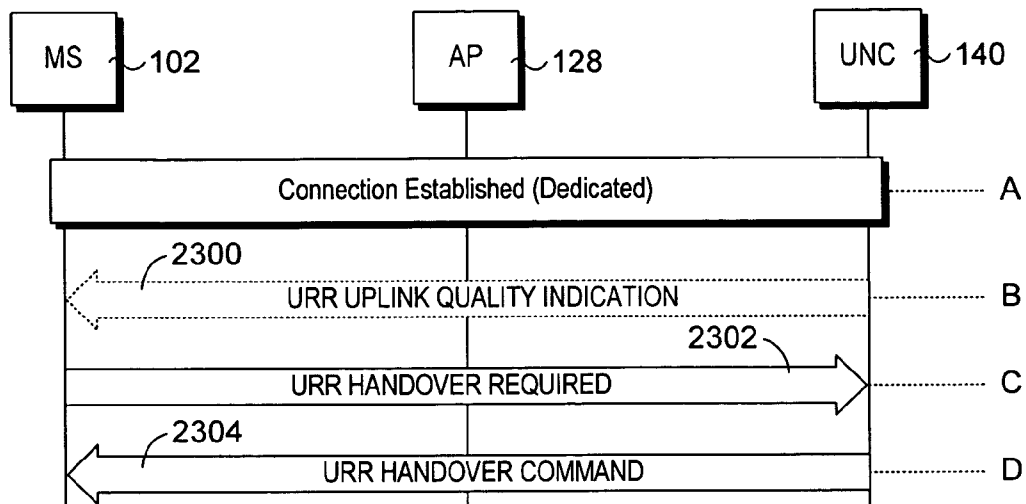 MS
102
AP
128
UNC
140
Connection Established (Dedicated)
A
2300
URR UPLINK QUALITY INDICATION
B
2302
URR HANDOVER REQUIRED
C
2304
URR HANDOVER COMMAND
D